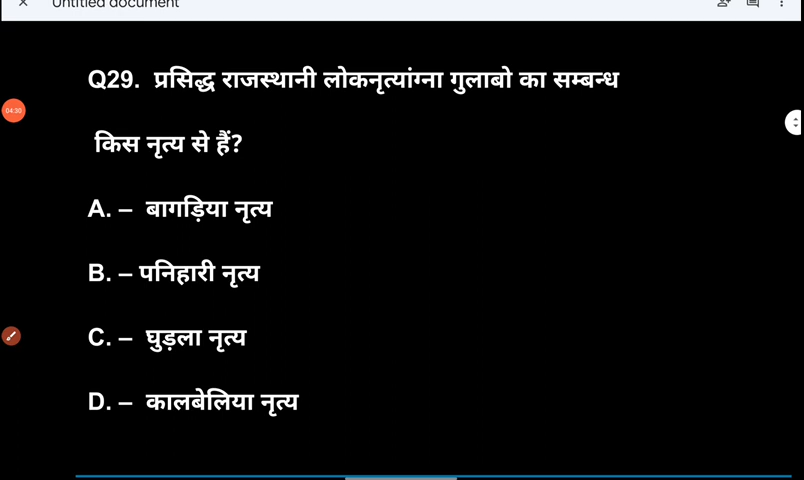 Untitled document
Q29. प्रसिद्ध राजस्थानी लोकनृत्यांग्ना गुलाबो का सम्बन्ध
04:30
किस नृत्य से हैं?
A. – बागड़िया नृत्य
B. – पनिहारी नृत्य
C. – घुड़ला नृत्य
D. – कालबेलिया नृत्य